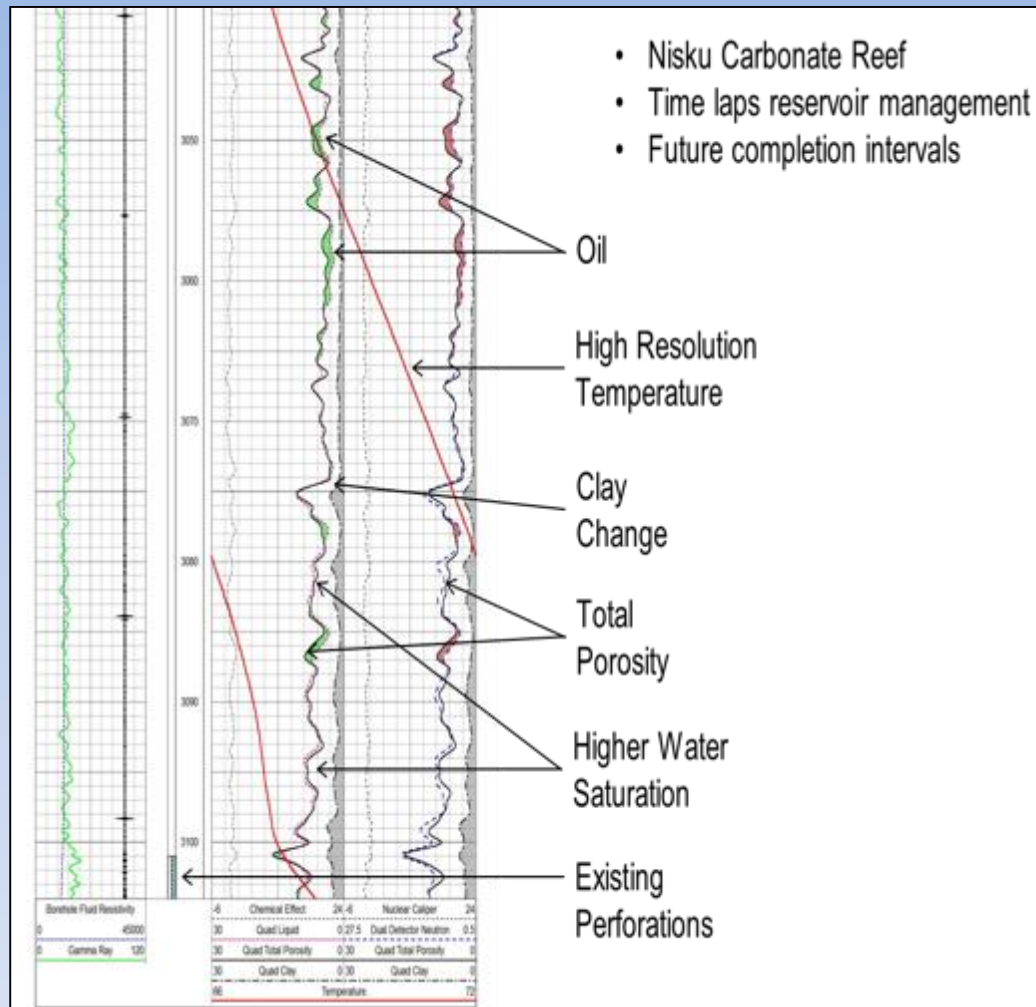 • Nisku Carbonate Reef
• Time laps reservoir management
• Future completion intervals
3050
Oil
3060
High Resolution
Temperature
3070
Clay
Change
3080
Total
Porosity
3090
Higher Water
Saturation
3100
Existing
Perforations
Borehole Fluid Resistivity
0 45000
0 Gamma Ray 120
-6 Chemical Effect 24 -6 Nuclear Caliper 24
30 Quad Liquid 0 27.5 Dual Detector Neutron 0.5
30 Quad Total Porosity 0 30 Quad Total Porosity 0
30 Quad Clay 0 30 Quad Clay 0
Temperature 72